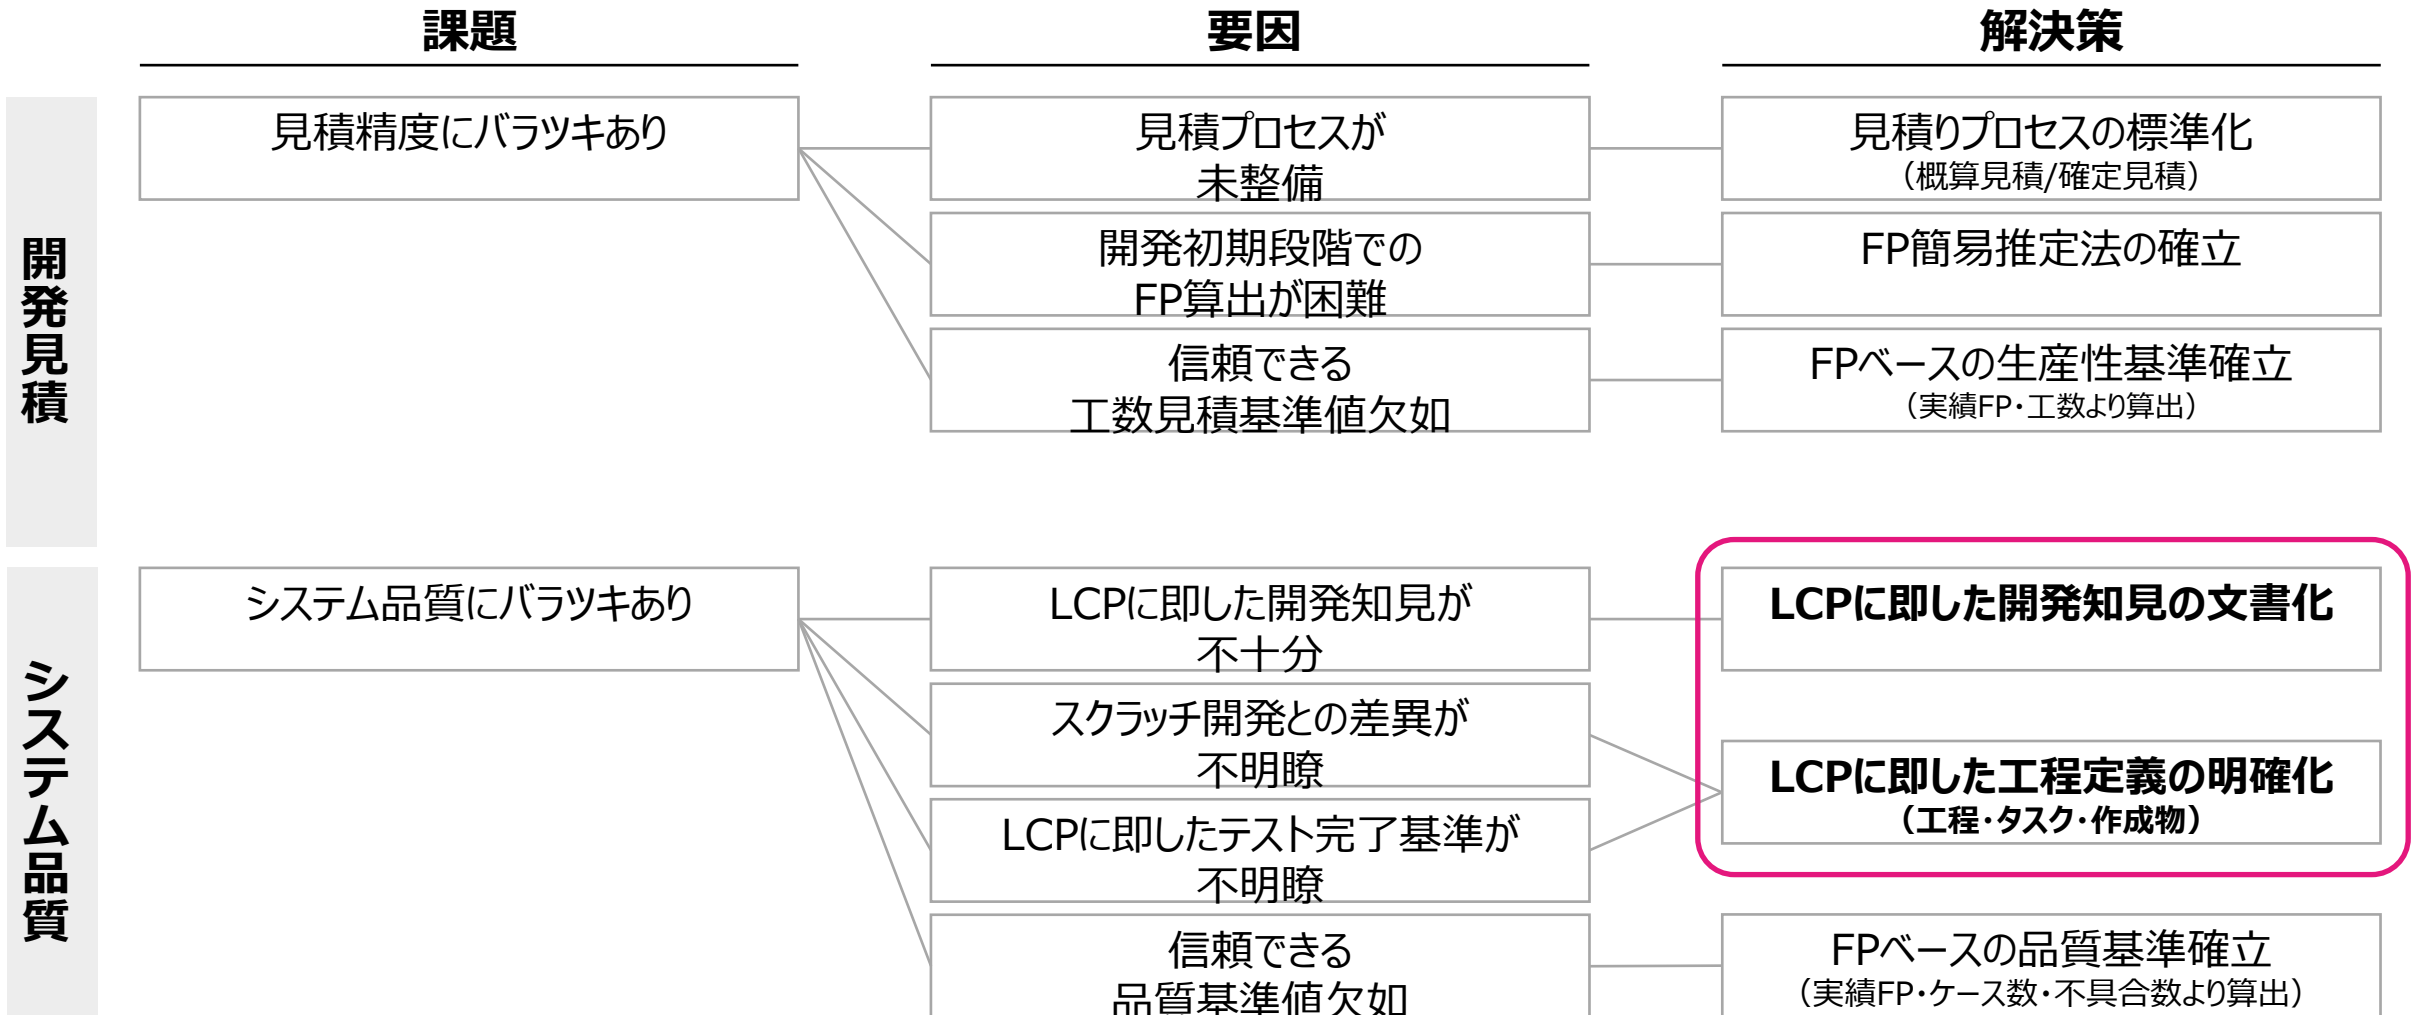 課題
要因
解決策
開発見積
見積精度にバラツキあり
見積プロセスが
未整備
見積りプロセスの標準化
（概算見積/確定見積）
開発初期段階での
FP算出が困難
FP簡易推定法の確立
信頼できる
工数見積基準値欠如
FPベースの生産性基準確立
（実績FP・工数より算出）
システム品質
システム品質にバラツキあり
LCPに即した開発知見が
不十分
LCPに即した開発知見の文書化
スクラッチ開発との差異が
不明瞭
LCPに即した工程定義の明確化
（工程・タスク・作成物）
LCPに即したテスト完了基準が
不明瞭
信頼できる
品質基準値欠如
FPベースの品質基準確立
（実績FP・ケース数・不具合数より算出）